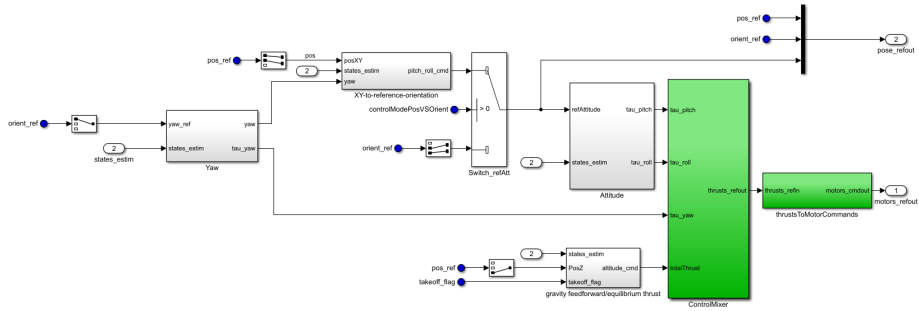 pos_ref
orient_ref
2
pose_refout
pos_ref
pos
posXY
2
states_estim
pitch_roll_cmd
yaw
XY-to-reference-orientation
controlModePosVSOrient
> 0
orient_ref
Switch_refAtt
orient_ref
yaw_ref
yaw
2
states_estim
states_estim
tau_yaw
Yaw
refAttitude
tau_pitch
2
states_estim
tau_roll
Attitude
tau_pitch
tau_roll
thrusts_refout
tau_yaw
totalThrust
ControlMixer
thrusts_refin
motors_cmdout
thrustsToMotorCommands
1
motors_refout
2
states_estim
pos_ref
PosZ
altitude_cmd
takeoff_flag
takeoff_flag
gravity feedforward/equilibrium thrust